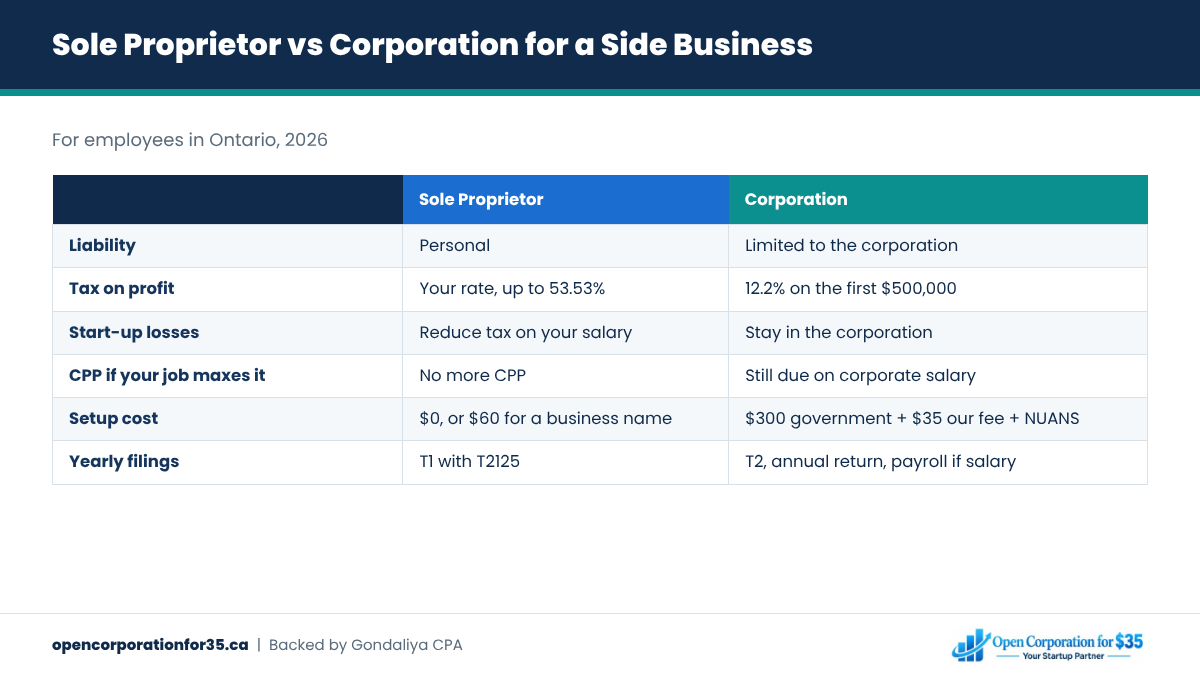 Sole Proprietor vs Corporation for a Side Business
For employees in Ontario, 2026
Sole Proprietor Corporation
Liability Personal Limited to the corporation
Tax on profit Your rate, up to 53.53% 12.2% on the first $500,000
Start-up losses Reduce tax on your salary Stay in the corporation
CPP if your job maxes it No more CPP Still due on corporate salary
Setup cost $0, or $60 for a business name $300 government + $35 our fee + NUANS
Yearly filings T1 with T2125 T2, annual return, payroll if salary
opencorporationfor35.ca | Backed by Gondaliya CPA
Open Corporation for $35
Your Startup Partner